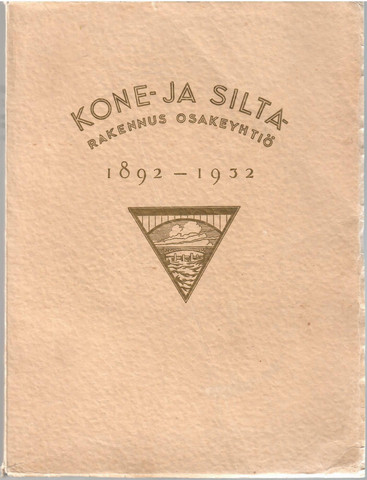 KONE- JA SILTA-
RAKENNUS OSAKEYHTIÖ
1892 – 1932